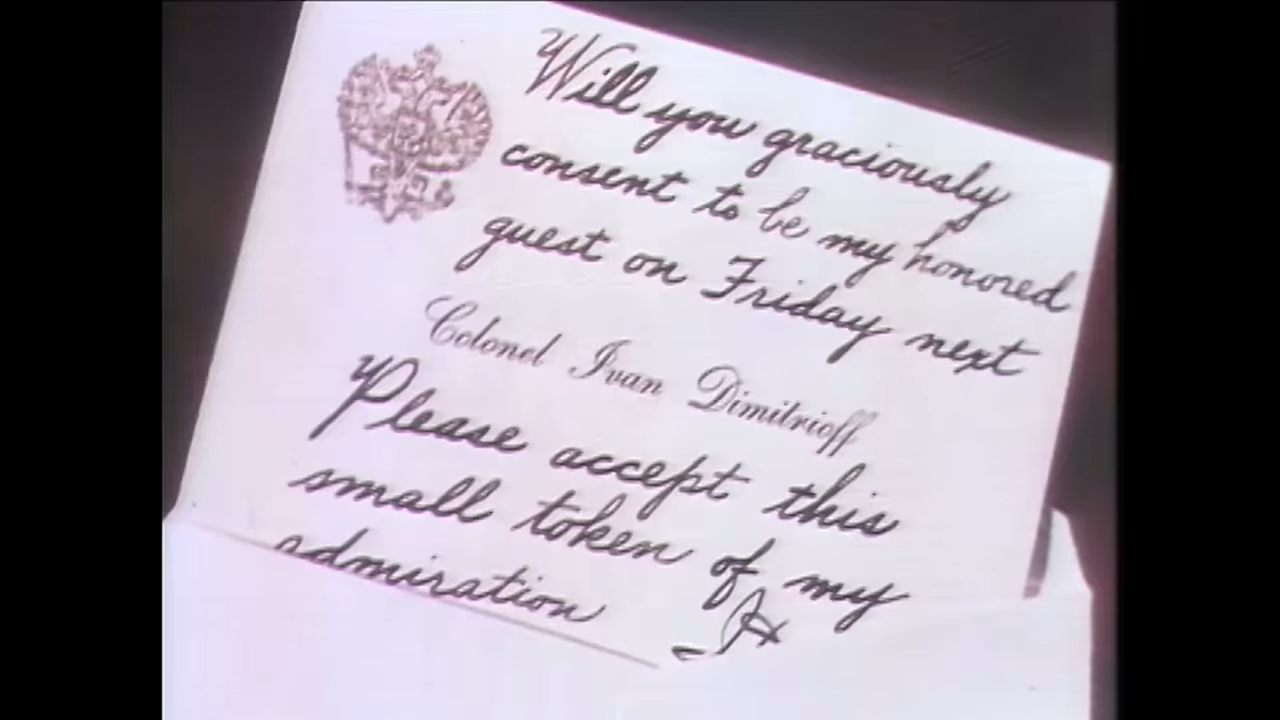 Will you graciously
consent to be my honored
guest on Friday next
Colonel Ivan Dimitrioff
Please accept this
small token of my
admiration